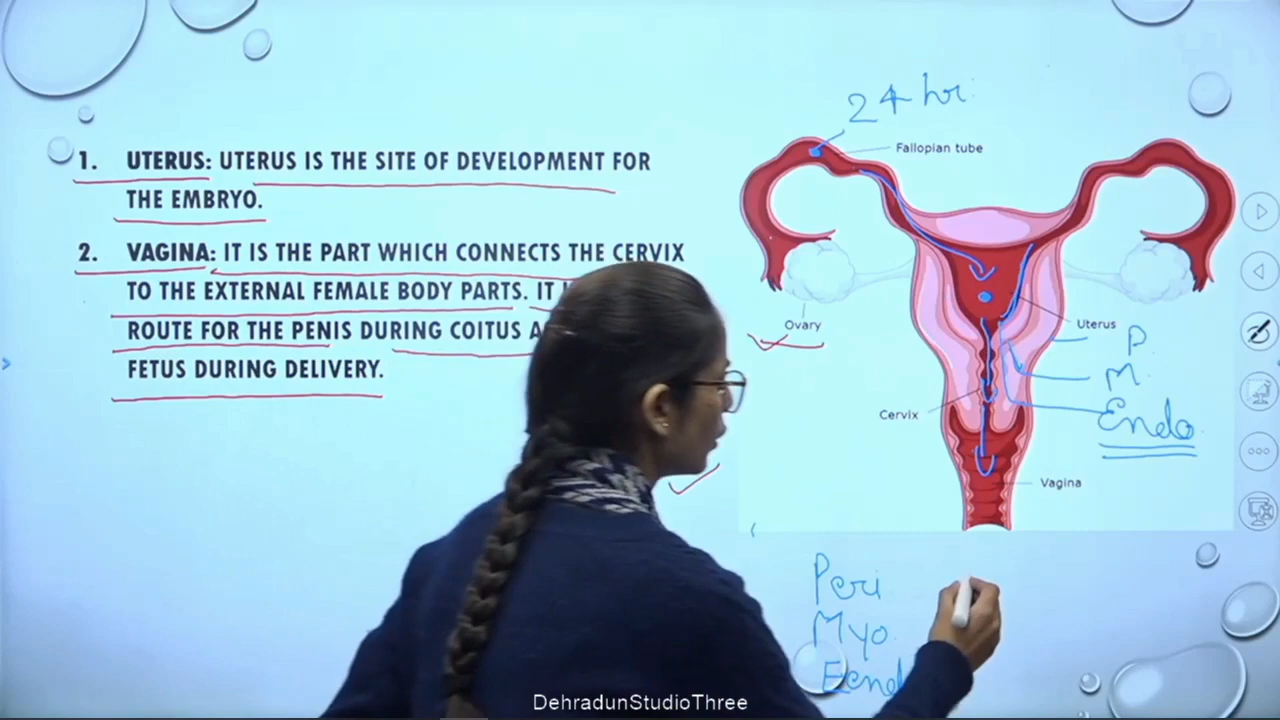 1. UTERUS: UTERUS IS THE SITE OF DEVELOPMENT FOR
THE EMBRYO.
2. VAGINA: IT IS THE PART WHICH CONNECTS THE CERVIX
TO THE EXTERNAL FEMALE BODY PARTS. IT
ROUTE FOR THE PENIS DURING COITUS
FETUS DURING DELIVERY.
24 hr.
Fallopian tube
Ovary
Uterus
P
M
Endo
Cervix
Vagina
Peri
Myo
DehradunStudioThree